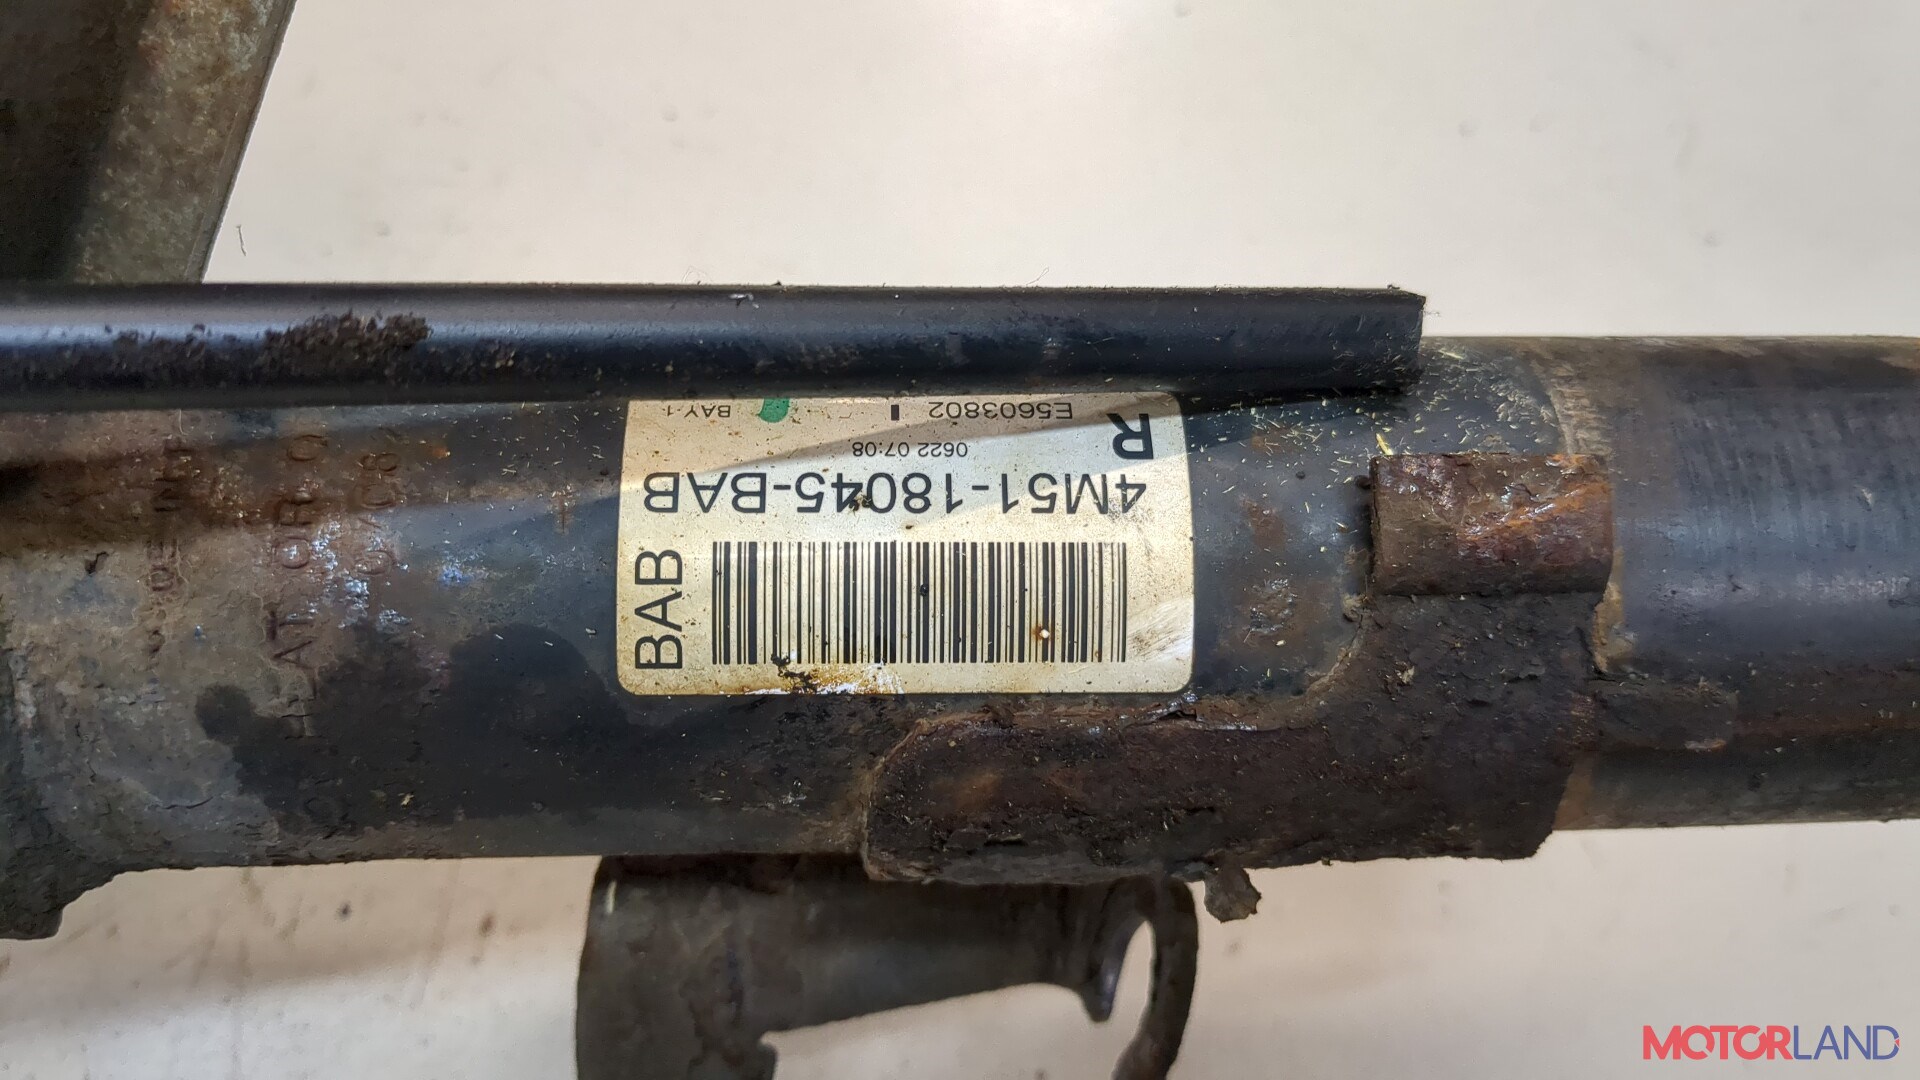 BAB
4M51-18045-BAB
0622 07:08
R
E5603802
BAY 1
MOTORLAND